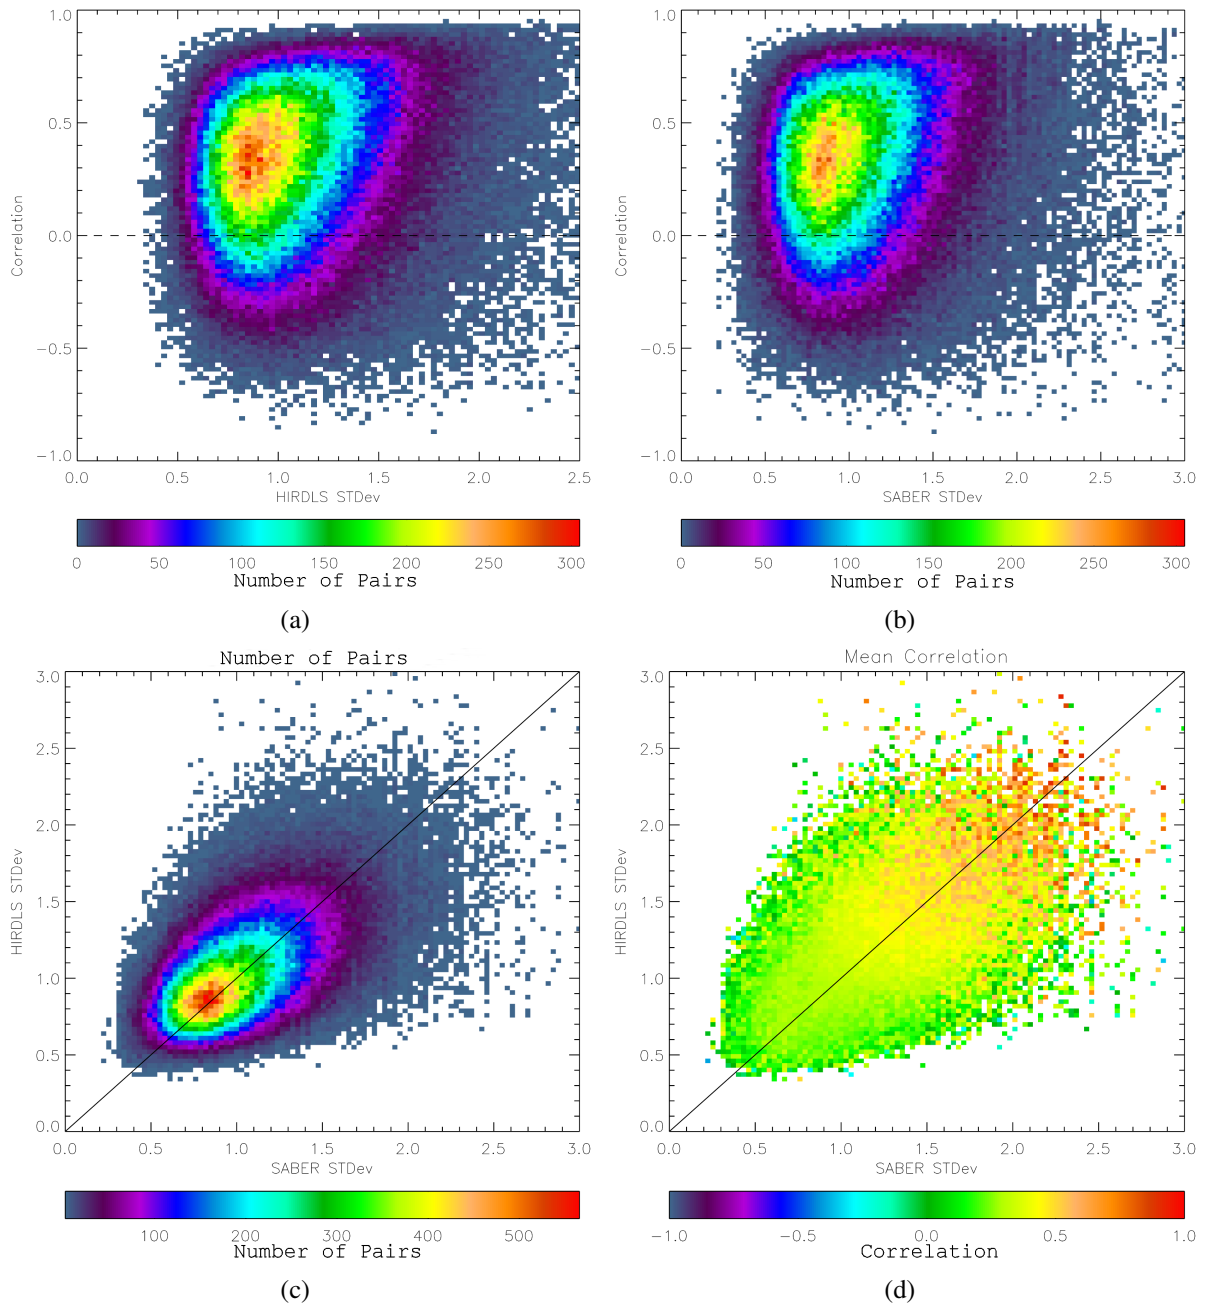 1.0
0.5
0.0
−0.5
−1.0
Correlation
0.0 0.5 1.0 1.5 2.0 2.5
HIRDLS STDev
0 50 100 150 200 250 300
Number of Pairs
(a)
1.0
0.5
0.0
−0.5
−1.0
Correlation
0.0 0.5 1.0 1.5 2.0 2.5 3.0
SABER STDev
0 50 100 150 200 250 300
Number of Pairs
(b)
Number of Pairs
3.0
2.5
2.0
1.5
1.0
0.5
0.0
HIRDLS STDev
0.0 0.5 1.0 1.5 2.0 2.5 3.0
SABER STDev
100 200 300 400 500
Number of Pairs
(c)
Mean Correlation
3.0
2.5
2.0
1.5
1.0
0.5
0.0
HIRDLS STDev
0.0 0.5 1.0 1.5 2.0 2.5 3.0
SABER STDev
−1.0 −0.5 0.0 0.5 1.0
Correlation
(d)